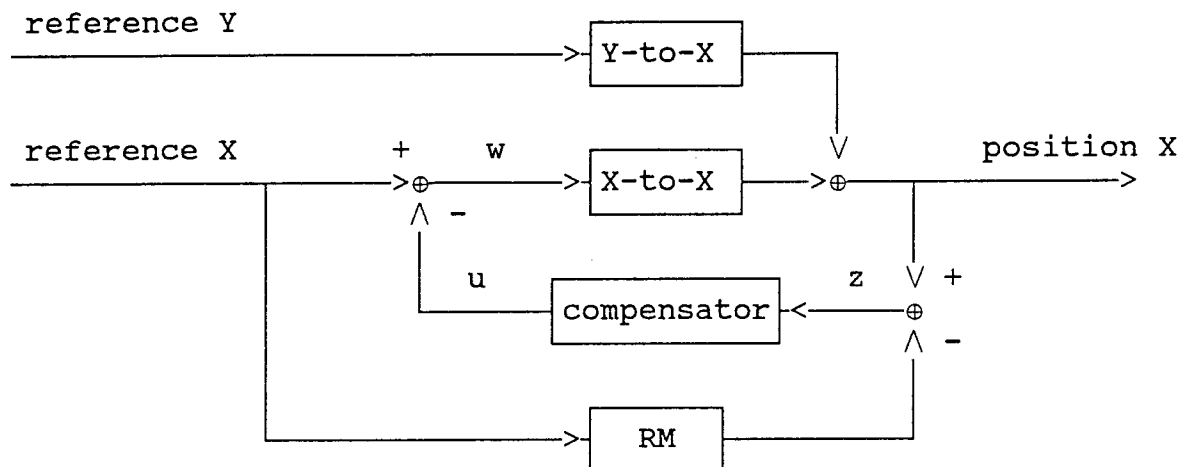 reference Y
Y-to-X
reference X
+
w
X-to-X
position X
-
u
compensator
z
+
-
RM